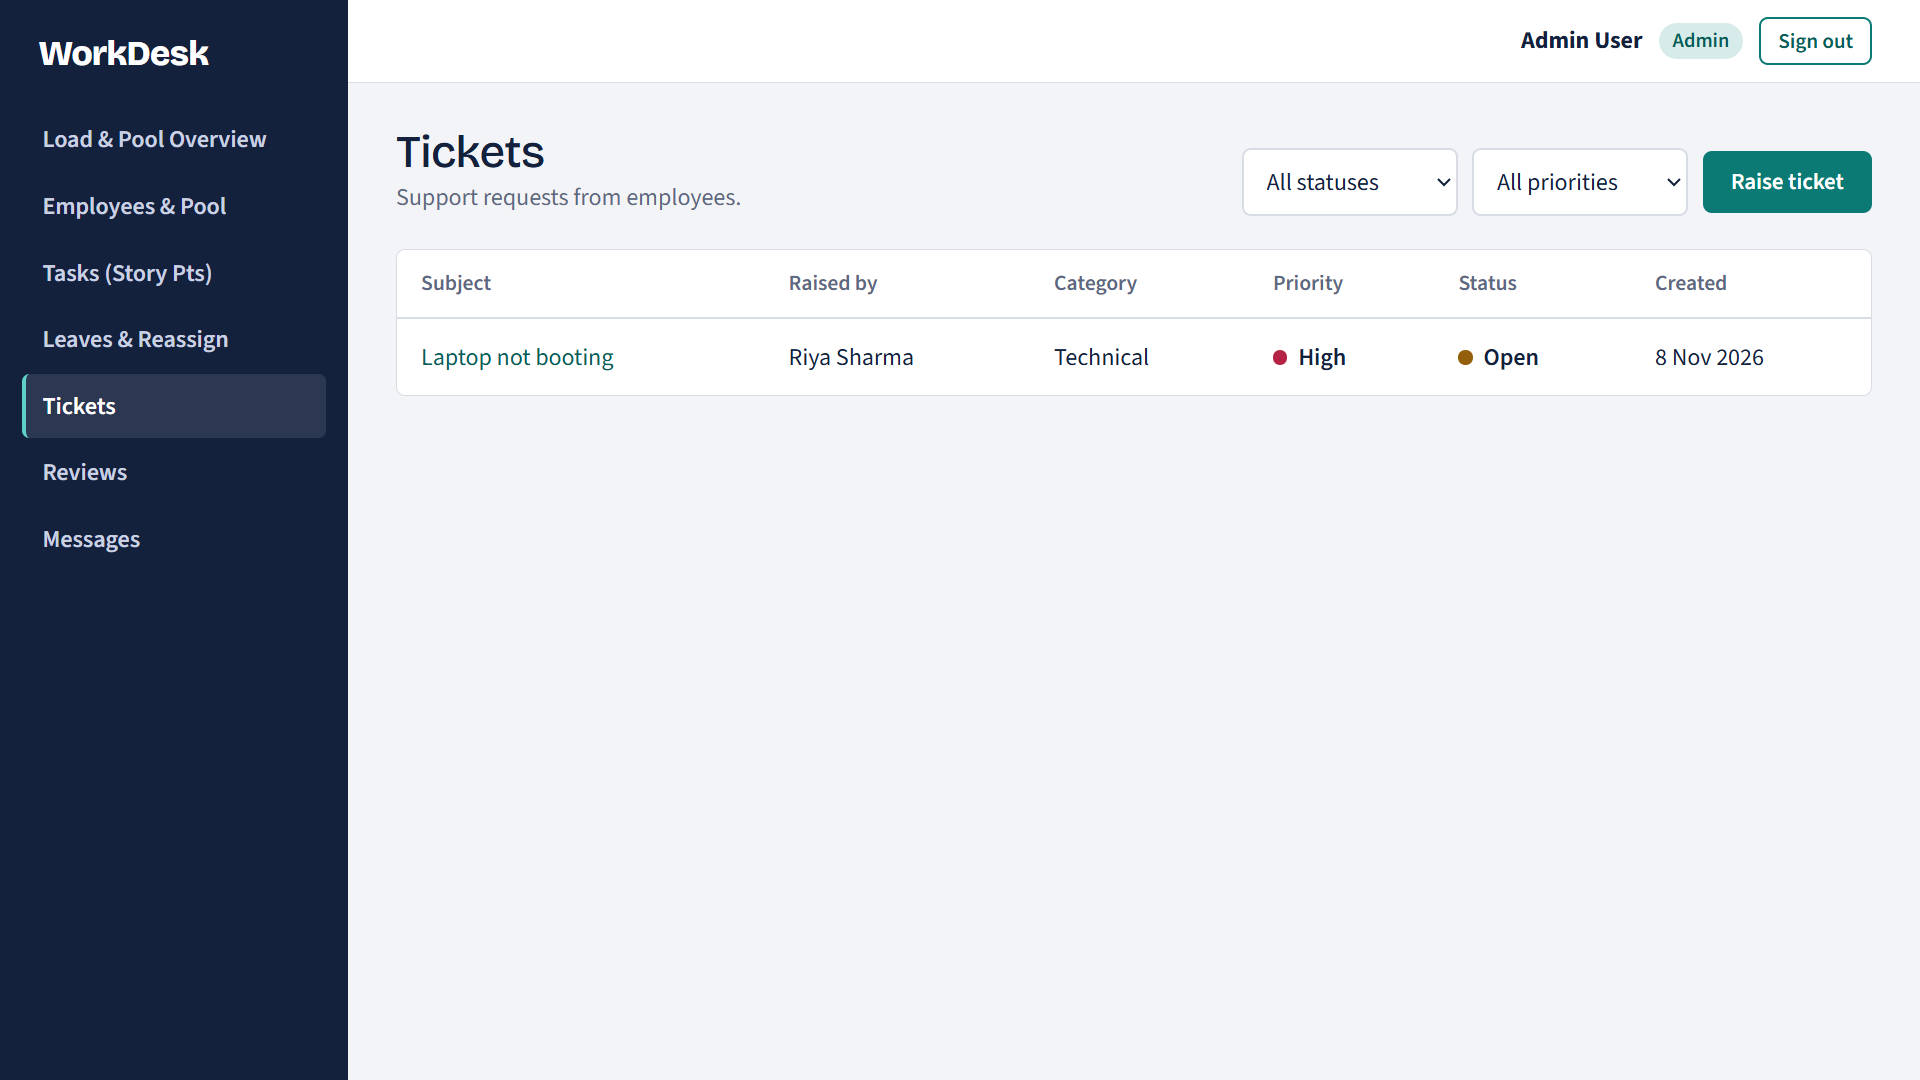 WorkDesk
Load & Pool Overview
Employees & Pool
Tasks (Story Pts)
Leaves & Reassign
Tickets
Reviews
Messages
Admin User Admin Sign out
Tickets
Support requests from employees.
All statuses All priorities Raise ticket
Subject Raised by Category Priority Status Created
Laptop not booting Riya Sharma Technical High Open 8 Nov 2026